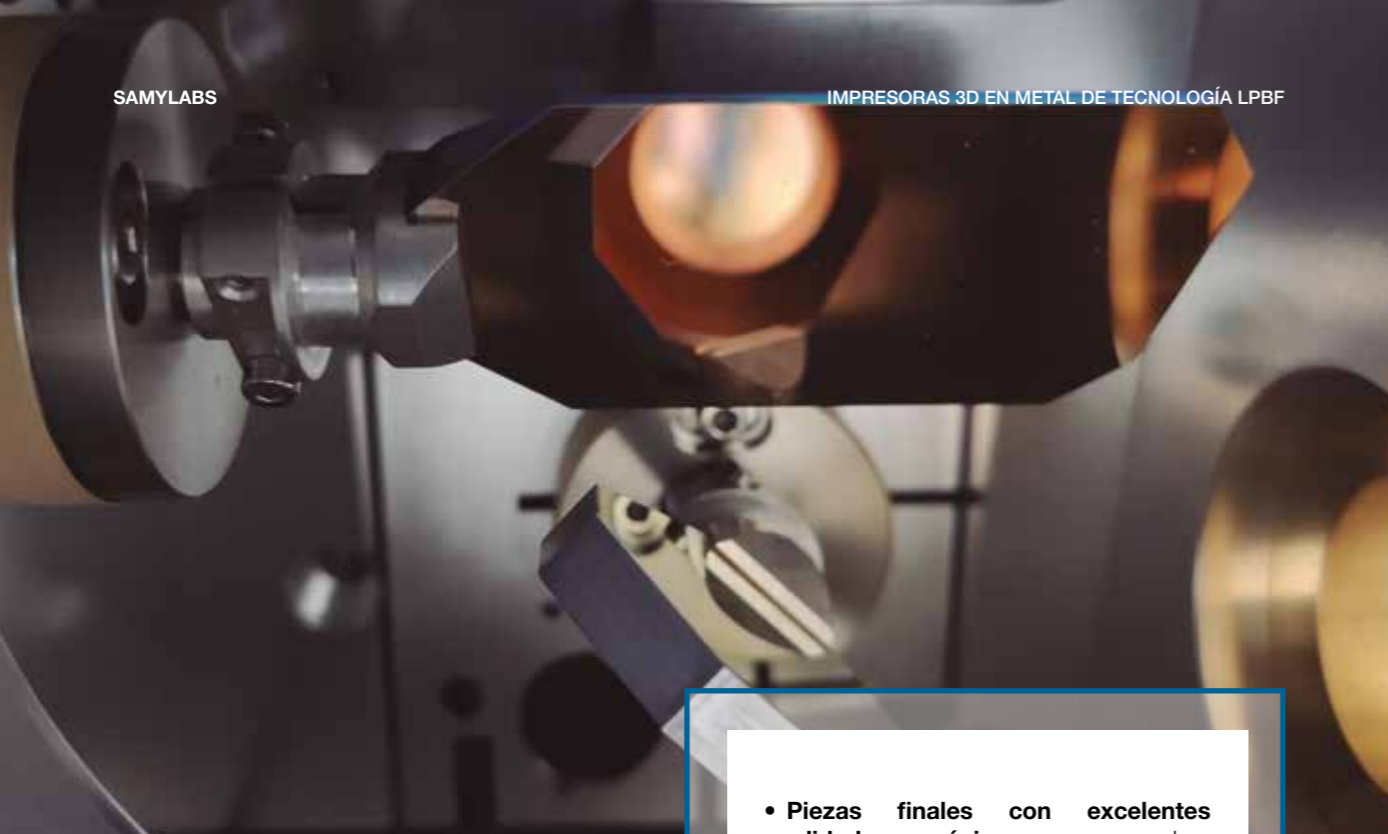 SAMYLABS
IMPRESORAS 3D EN METAL DE TECNOLOGÍA LPBF
• Piezas finales con excelentes